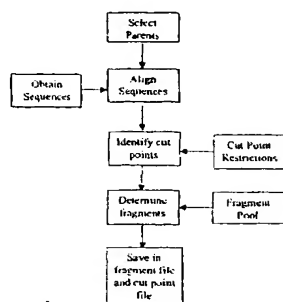 Select
Parents
Obtain
Sequences
Align
Sequences
Identify cut
points
Cut Point
Restrictions
Determine
fragments
Fragment
Pool
Save in
fragment file
and cut point
file